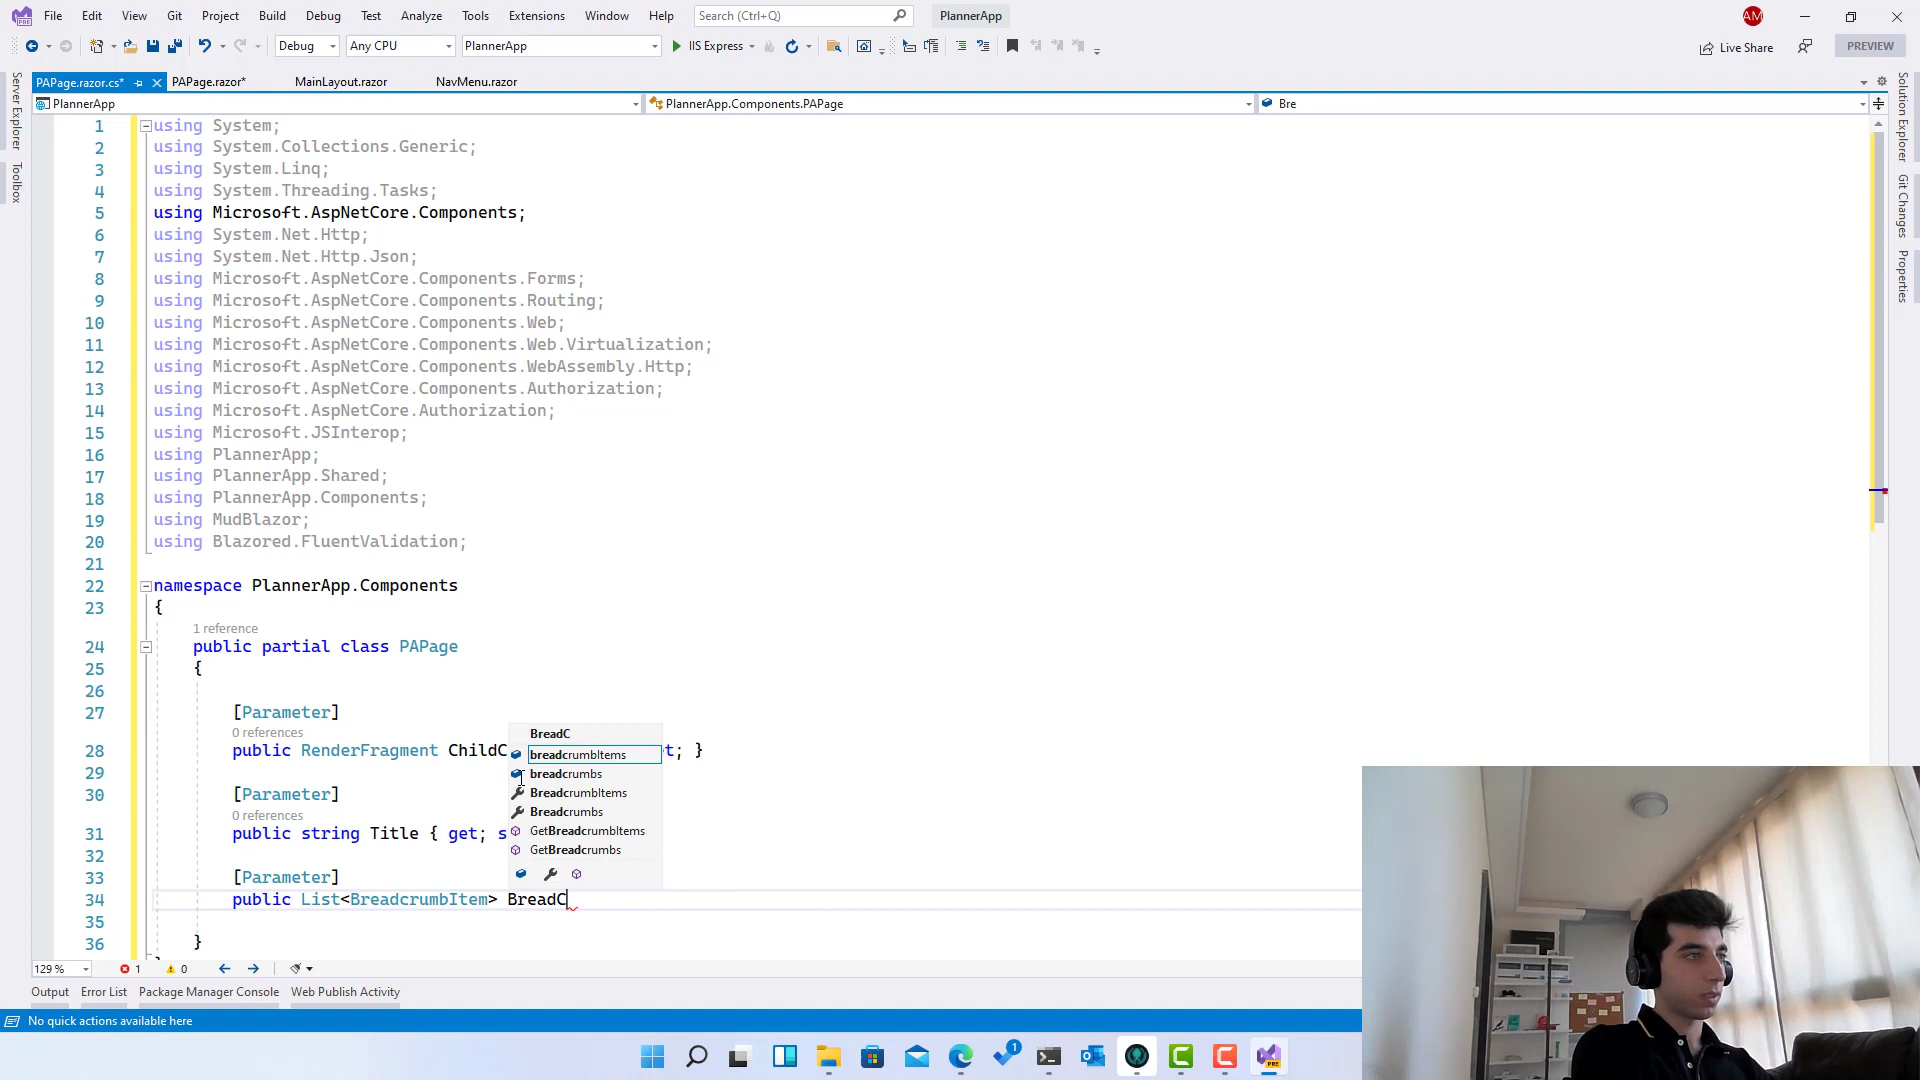 File Edit View Git Project Build Debug Test Analyze Tools Extensions Window Help Search (Ctrl+Q) PlannerApp AM
Debug Any CPU PlannerApp IIS Express Live Share PREVIEW
PAPage.razor.cs* PAPage.razor* MainLayout.razor NavMenu.razor
PlannerApp PlannerApp.Components.PAPage Bre
Server Explorer
Toolbox
Solution Explorer
Git Changes
Properties
1 using System;
2 using System.Collections.Generic;
3 using System.Linq;
4 using System.Threading.Tasks;
5 using Microsoft.AspNetCore.Components;
6 using System.Net.Http;
7 using System.Net.Http.Json;
8 using Microsoft.AspNetCore.Components.Forms;
9 using Microsoft.AspNetCore.Components.Routing;
10 using Microsoft.AspNetCore.Components.Web;
11 using Microsoft.AspNetCore.Components.Web.Virtualization;
12 using Microsoft.AspNetCore.Components.WebAssembly.Http;
13 using Microsoft.AspNetCore.Components.Authorization;
14 using Microsoft.AspNetCore.Authorization;
15 using Microsoft.JSInterop;
16 using PlannerApp;
17 using PlannerApp.Shared;
18 using PlannerApp.Components;
19 using MudBlazor;
20 using Blazored.FluentValidation;
21
22 namespace PlannerApp.Components
23 {
1 reference
24 public partial class PAPage
25 {
26
27 [Parameter]
0 references
28 public RenderFragment ChildC t; }
29
30 [Parameter]
0 references
31 public string Title { get; s
32
33 [Parameter]
34 public List<BreadcrumbItem> BreadC
35
36 }
BreadC
breadcrumbItems
breadcrumbs
BreadcrumbItems
Breadcrumbs
GetBreadcrumbItems
GetBreadcrumbs
129 % 1 0
Output Error List Package Manager Console Web Publish Activity
No quick actions available here
1
PRE